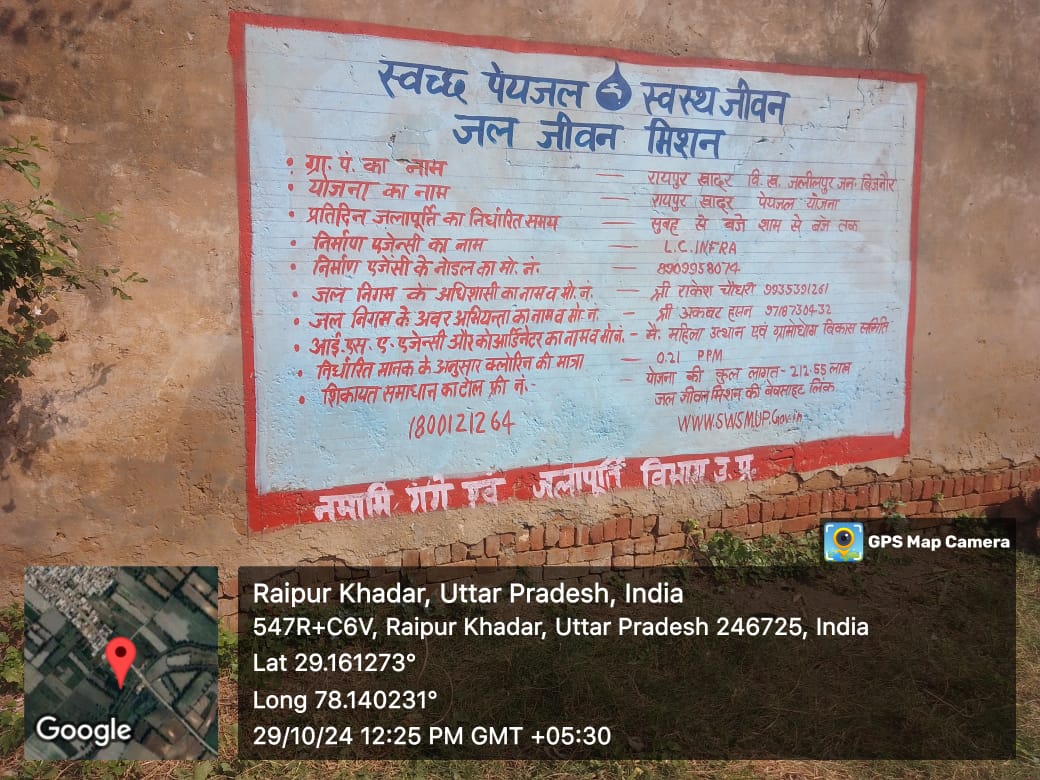 स्वच्छ पेयजल स्वस्थ जीवन
जल जीवन मिशन
• ग्रा. पं. का नाम — रायपुर खादर वि. ख. जलीलपुर जन. बिजनौर
• योजना का नाम — रायपुर खादर पेयजल योजना
• प्रतिदिन जलापूर्ति का निर्धारित समय — सुबह से बजे शाम से बजे तक
• निर्माण एजेन्सी का नाम — L.C.INFRA
• निर्माण एजेंसी के नोडल का मो. नं. — 8909958074
• जल निगम के अधिशासी का नाम व मो. नं. — श्री राकेश चौधरी 9935391261
• जल निगम के अवर अभियन्ता का नाम व मो. न. — श्री अकबर हसन 9718730432
• आई.एस.ए. एजेन्सी और कोआर्डिनेटर का नाम व मो नं. – मै. महिला उत्थान एवं ग्रामोधोग विकास समिति
• निर्धारित मानक के अनुसार क्लोरिन की मात्रा — 0.21 PPM
• शिकायत समाधान का टोल फ्री नं:-
1800121264
— योजना की कुल लागत - 212.55 लाख
जल जीवन मिशन की वेबसाइट लिंक
WWW.SWSMUP.Gov.in
नमामि गंगे एवं जलापूर्ति विभाग उ.प्र.
GPS Map Camera
Google
Raipur Khadar, Uttar Pradesh, India
547R+C6V, Raipur Khadar, Uttar Pradesh 246725, India
Lat 29.161273°
Long 78.140231°
29/10/24 12:25 PM GMT +05:30